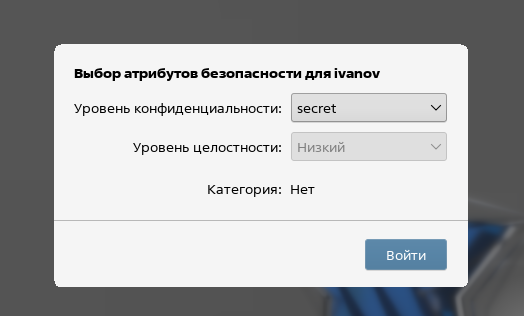 Выбор атрибутов безопасности для ivanov
Уровень конфиденциальности: secret
Уровень целостности: Низкий
Категория: Нет
Войти